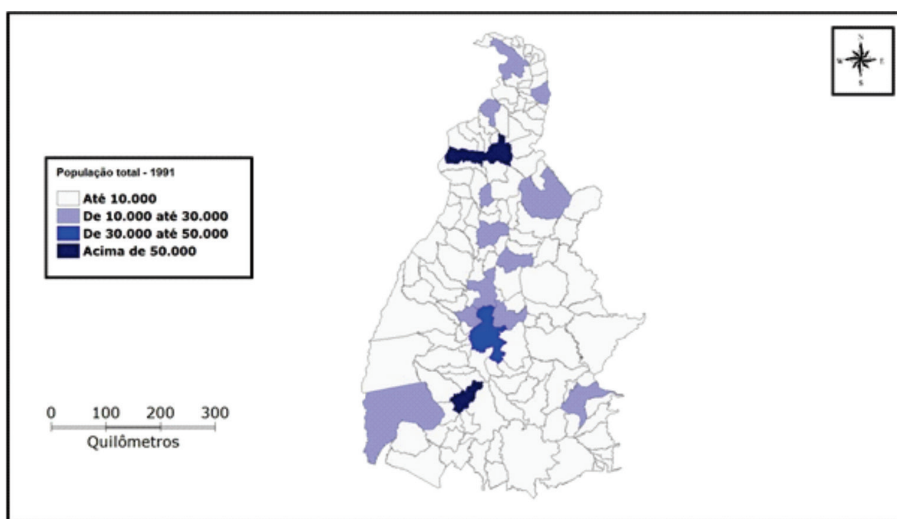 N
W E
S
População total - 1991
Até 10.000
De 10.000 até 30.000
De 30.000 até 50.000
Acima de 50.000
0 100 200 300
Quilômetros